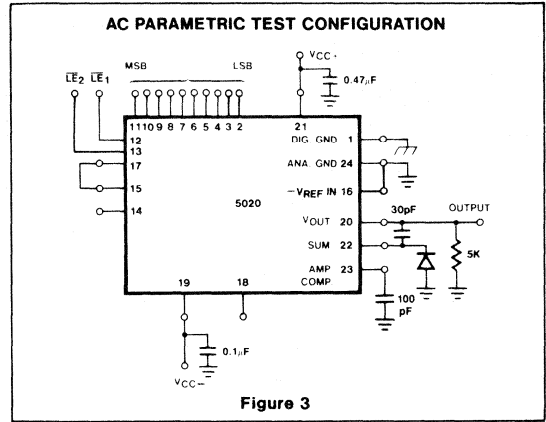 AC PARAMETRIC TEST CONFIGURATION
VCC+
0.47μF
LE2 LE1
MSB LSB
11 10 9 8 7 6 5 4 3 2
21
12
13
17
15
14
DIG. GND 1
ANA. GND 24
−VREF IN 16
5020
VOUT 20
SUM 22
AMP 23
COMP.
30pF
OUTPUT
5K
100
pF
19
18
0.1μF
VCC−
Figure 3